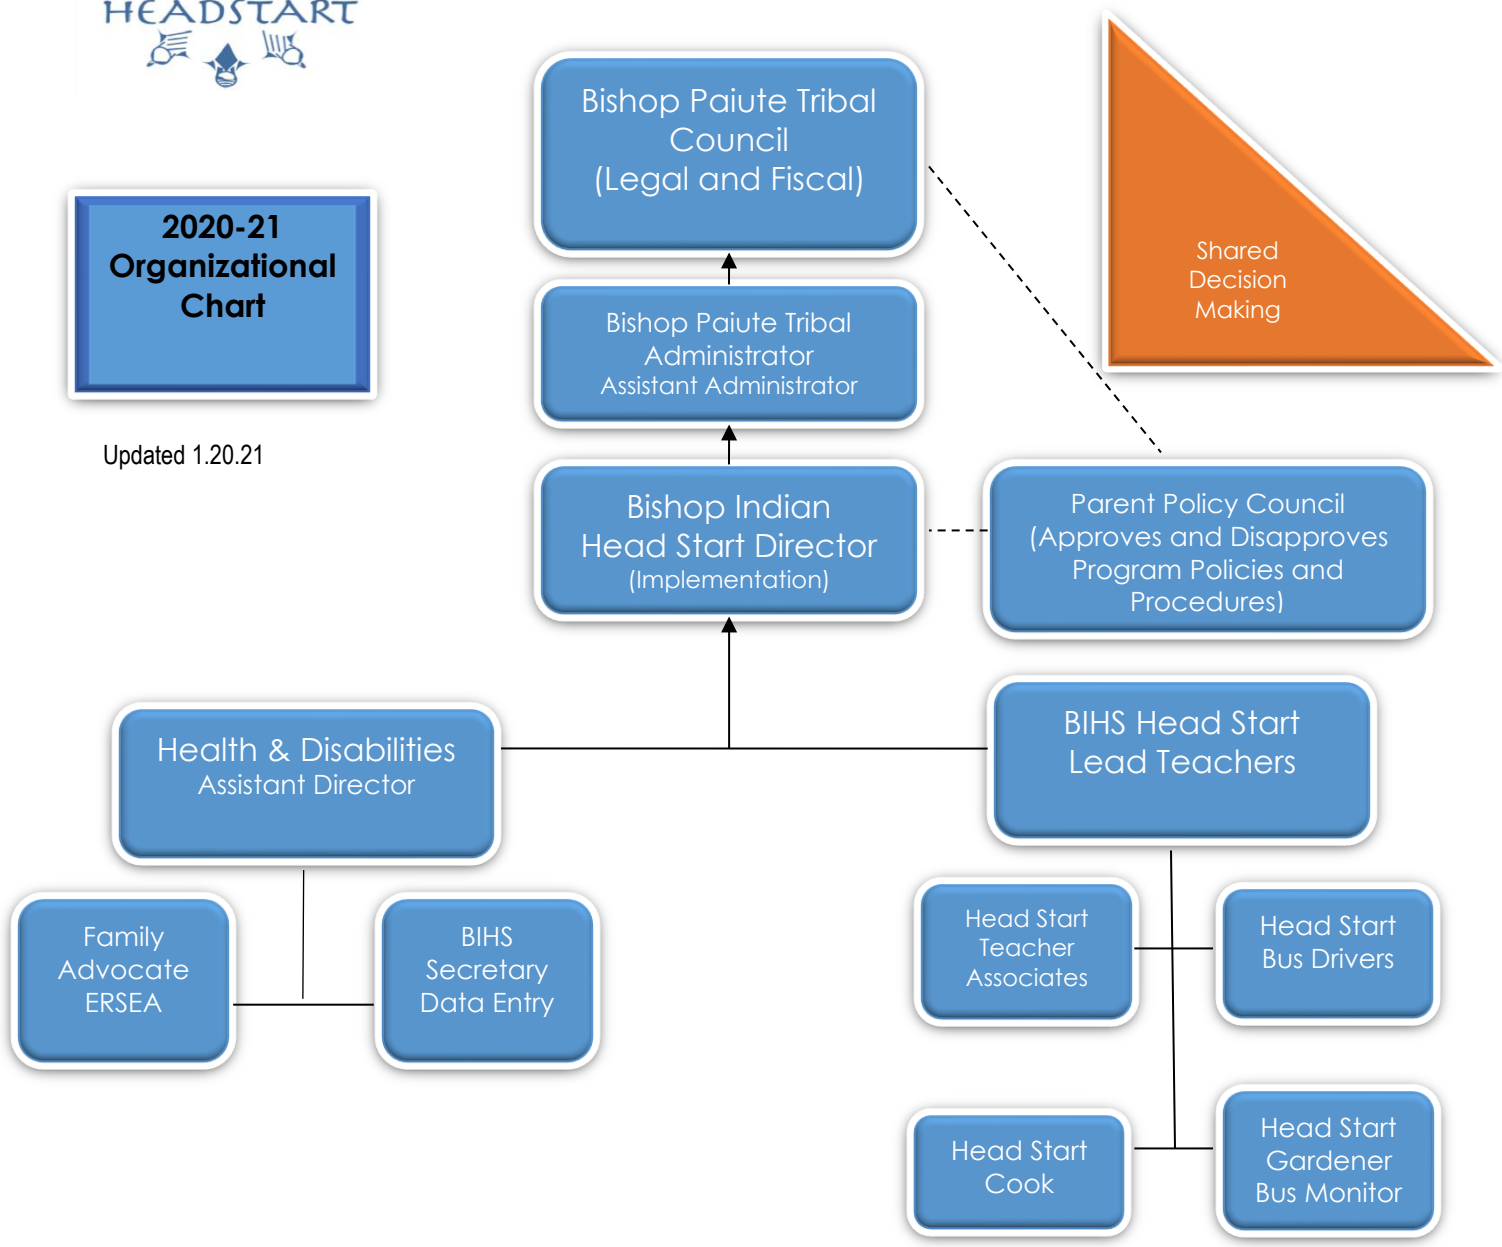 HEADSTART
2020-21
Organizational
Chart
Updated 1.20.21
Bishop Paiute Tribal
Council
(Legal and Fiscal)
Shared
Decision
Making
Bishop Paiute Tribal
Administrator
Assistant Administrator
Bishop Indian
Head Start Director
(Implementation)
Parent Policy Council
(Approves and Disapproves
Program Policies and
Procedures)
Health & Disabilities
Assistant Director
BIHS Head Start
Lead Teachers
Family
Advocate
ERSEA
BIHS
Secretary
Data Entry
Head Start
Teacher
Associates
Head Start
Bus Drivers
Head Start
Cook
Head Start
Gardener
Bus Monitor